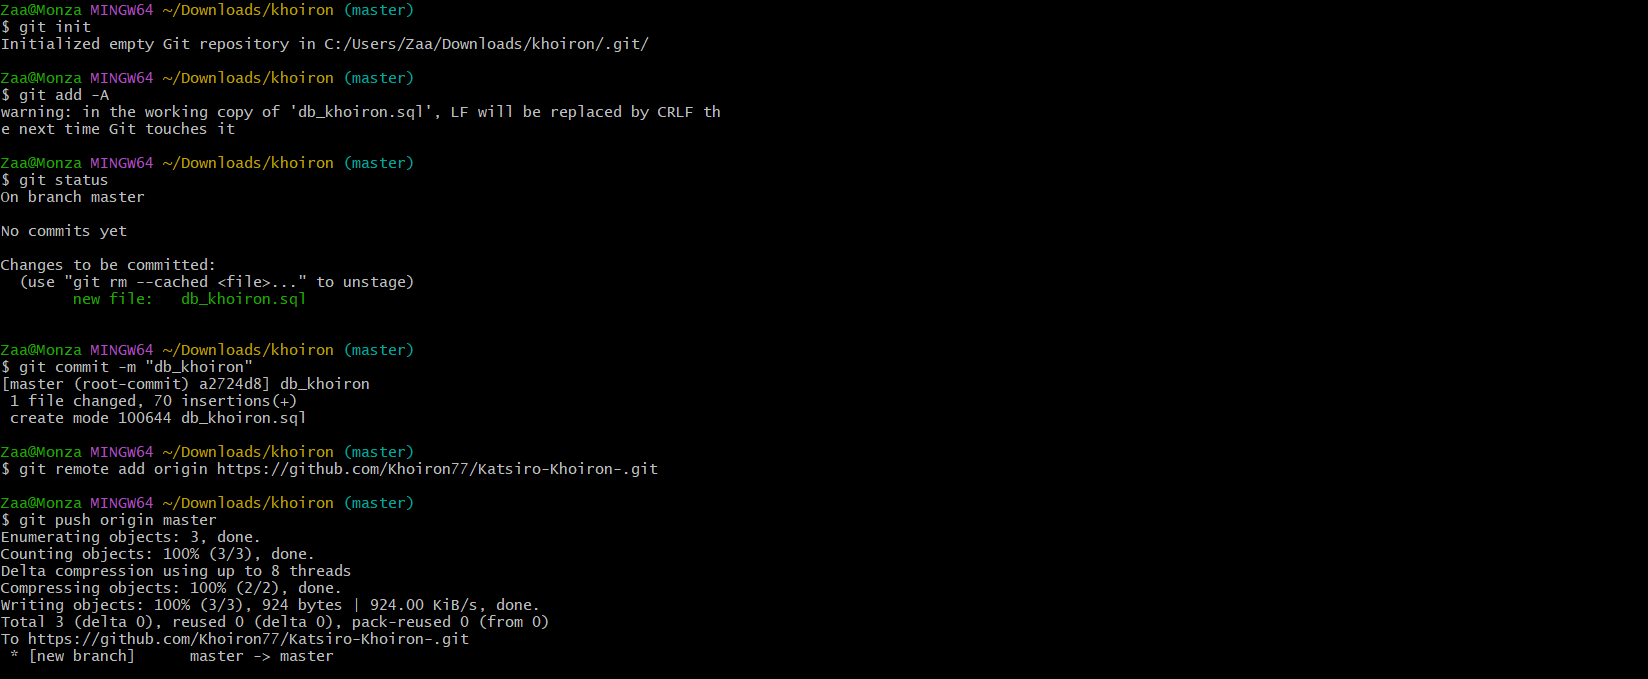 Zaa@Monza MINGW64 ~/Downloads/khoiron (master)
$ git init
Initialized empty Git repository in C:/Users/Zaa/Downloads/khoiron/.git/
Zaa@Monza MINGW64 ~/Downloads/khoiron (master)
$ git add -A
warning: in the working copy of 'db_khoiron.sql', LF will be replaced by CRLF th
e next time Git touches it
Zaa@Monza MINGW64 ~/Downloads/khoiron (master)
$ git status
On branch master
No commits yet
Changes to be committed:
  (use "git rm --cached <file>..." to unstage)
        new file:   db_khoiron.sql
Zaa@Monza MINGW64 ~/Downloads/khoiron (master)
$ git commit -m "db_khoiron"
[master (root-commit) a2724d8] db_khoiron
 1 file changed, 70 insertions(+)
 create mode 100644 db_khoiron.sql
Zaa@Monza MINGW64 ~/Downloads/khoiron (master)
$ git remote add origin https://github.com/Khoiron77/Katsiro-Khoiron-.git
Zaa@Monza MINGW64 ~/Downloads/khoiron (master)
$ git push origin master
Enumerating objects: 3, done.
Counting objects: 100% (3/3), done.
Delta compression using up to 8 threads
Compressing objects: 100% (2/2), done.
Writing objects: 100% (3/3), 924 bytes | 924.00 KiB/s, done.
Total 3 (delta 0), reused 0 (delta 0), pack-reused 0 (from 0)
To https://github.com/Khoiron77/Katsiro-Khoiron-.git
 * [new branch]      master -> master